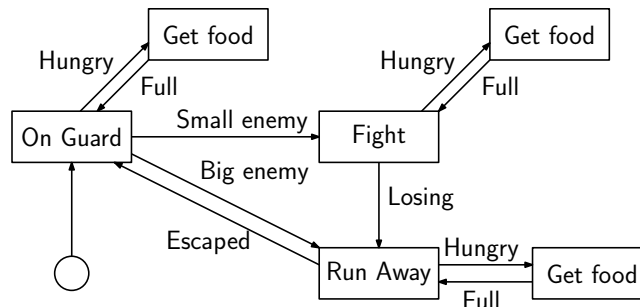 Get food
Get food
Hungry
Full
Hungry
Full
On Guard
Small enemy
Fight
Big enemy
Losing
Escaped
Run Away
Hungry
Get food
Full